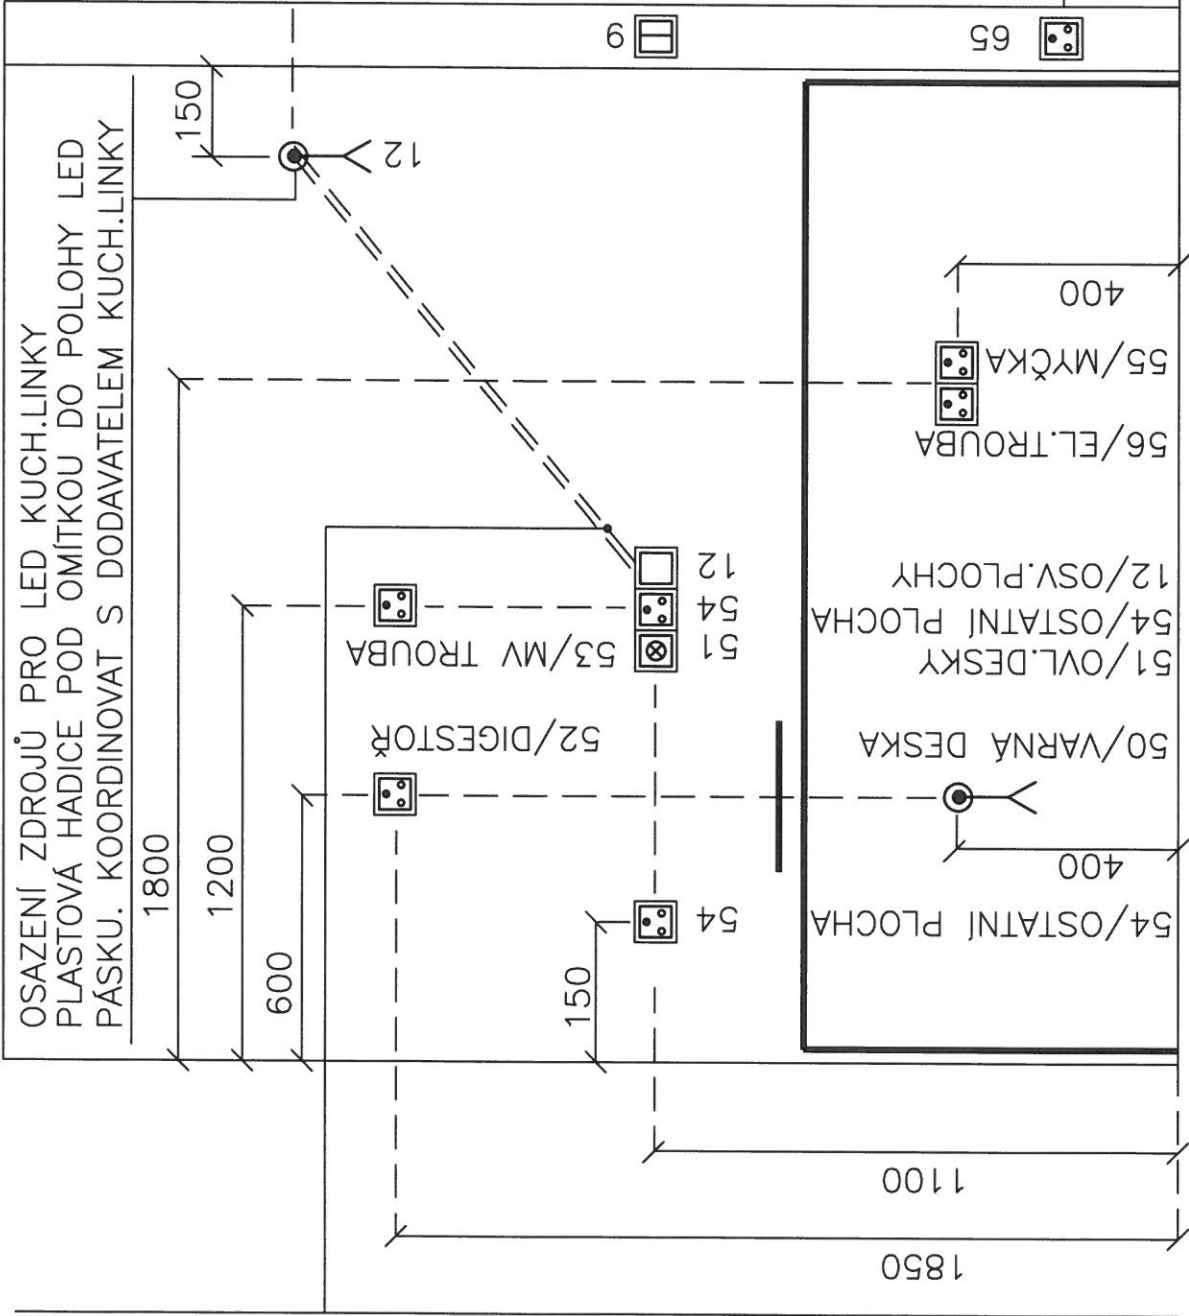 OSAZENÍ ZDROJŮ PRO LED KUCH.LINKY
PLASTOVÁ HADICE POD OMÍTKOU DO POLOHY LED
PÁSKU. KOORDINOVAT S DODAVATELEM KUCH.LINKY
150
1800
1200
600
150
12
9
65
400
55/MYČKA
56/EL.TROUBA
12
54
51
53/MV TROUBA
52/DIGESTOŘ
54
12/OSV.PLOCHY
54/OSTATNÍ PLOCHA
51/OVL.DESKY
50/VARNÁ DESKA
400
54/OSTATNÍ PLOCHA
1100
1850